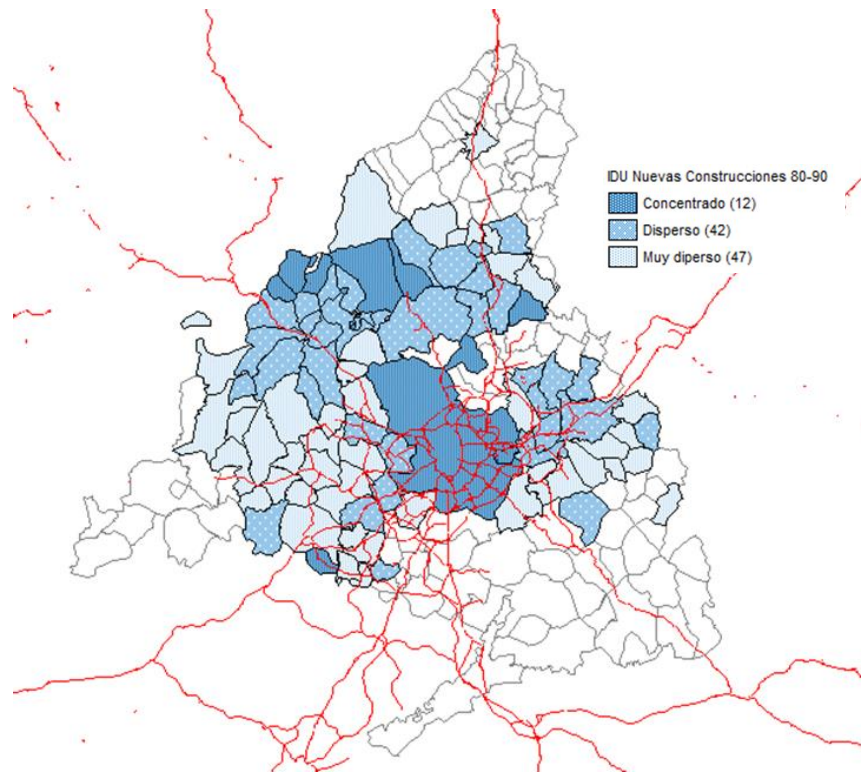 IDU Nuevas Construcciones 80-90
Concentrado (12)
Disperso (42)
Muy diperso (47)